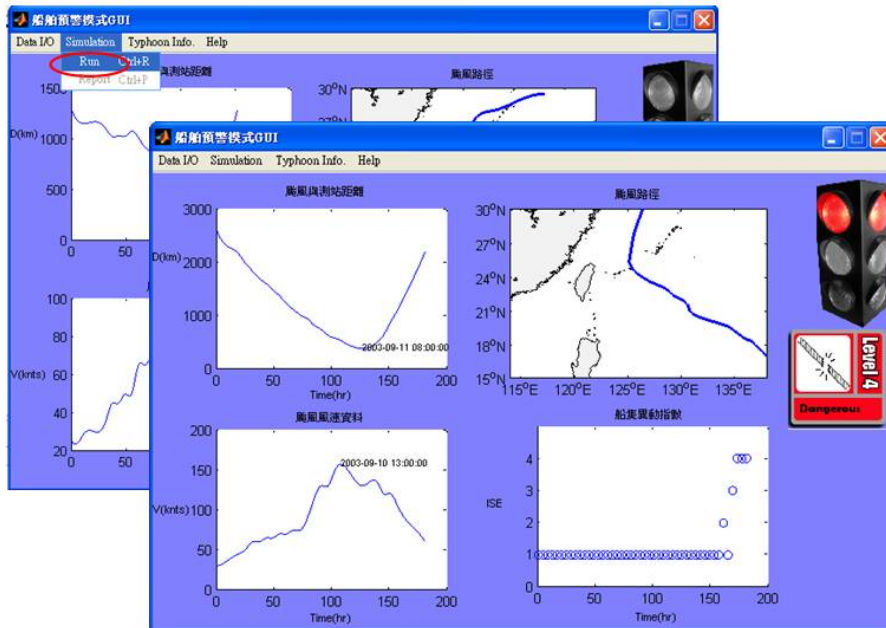 船舶預警模式GUI
Data I/O Simulation Typhoon Info. Help
Run Ctrl+R
Report Ctrl+P
與測站距離
颱風路徑
D(km)
1500
1000
500
0
0
50
30°N
27°N
V(knts)
100
80
60
40
20
0
50
船舶預警模式GUI
Data I/O Simulation Typhoon Info. Help
颱風與測站距離
D(km)
3000
2000
1000
0
2003-09-11 08:00:00
0 50 100 150 200
Time(hr)
颱風路徑
30°N
27°N
24°N
21°N
18°N
15°N
115°E 120°E 125°E 130°E 135°E
Level 4
Dangerous
颱風風速資料
V(knts)
200
150
100
50
0
2003-09-10 13:00:00
0 50 100 150 200
Time(hr)
船隻異動指數
ISE
4
3
2
1
0
0 50 100 150 200
Time(hr)